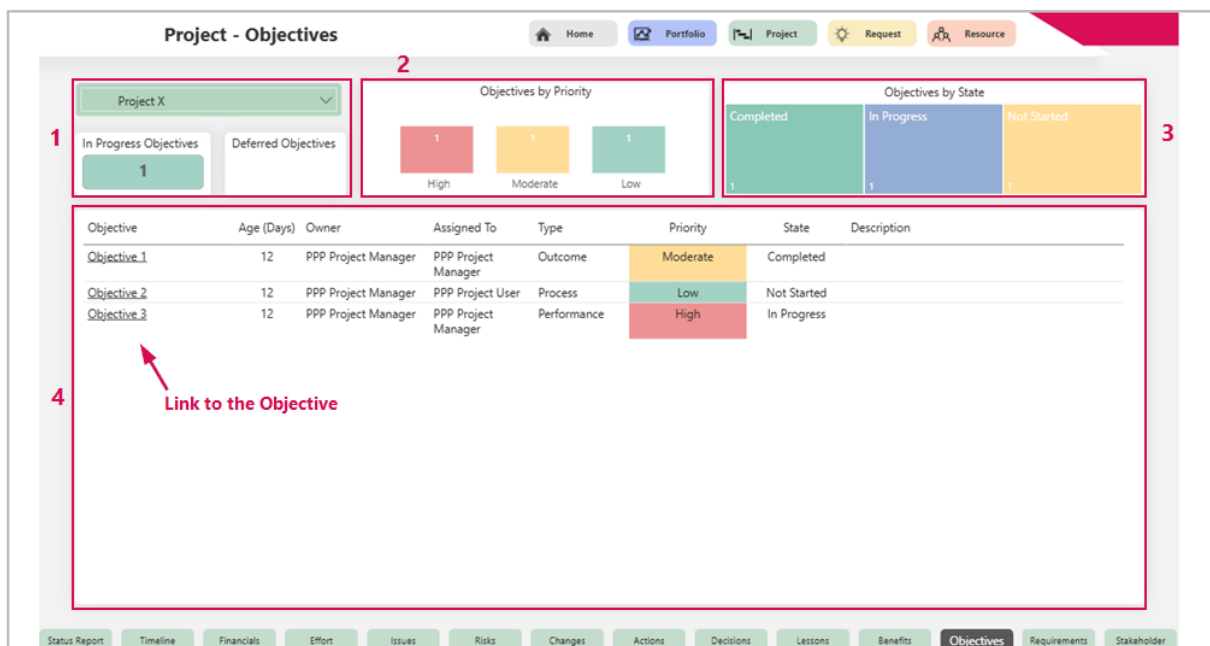 Project - Objectives
Home
Portfolio
Project
Request
Resource
2
1
Project X
In Progress Objectives
1
Deferred Objectives
Objectives by Priority
1
1
1
High
Moderate
Low
Objectives by State
Completed
In Progress
Not Started
1
1
1
3
Objective Age (Days) Owner Assigned To Type Priority State Description
Objective 1 12 PPP Project Manager PPP Project Outcome Moderate Completed
Manager
Objective 2 12 PPP Project Manager PPP Project User Process Low Not Started
Objective 3 12 PPP Project Manager PPP Project Performance High In Progress
Manager
4
Link to the Objective
Status Report
Timeline
Financials
Effort
Issues
Risks
Changes
Actions
Decisions
Lessons
Benefits
Objectives
Requirements
Stakeholder